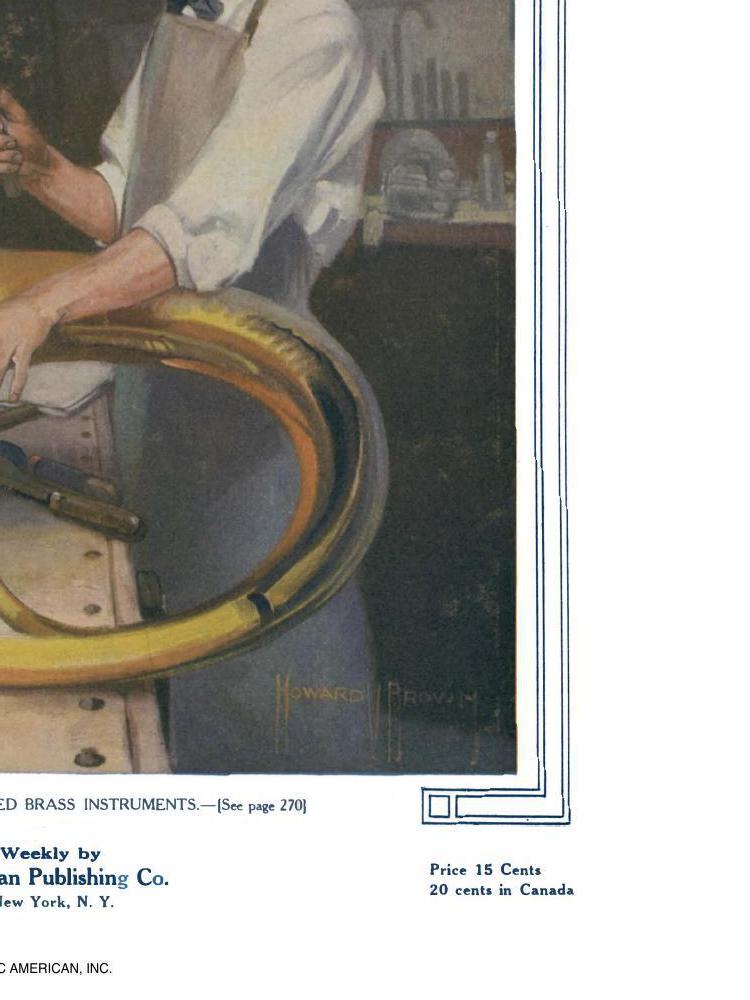 HOWARD BROWN
ED BRASS INSTRUMENTS.—[See page 270]
Weekly by
an Publishing Co.
New York, N. Y.
Price 15 Cents
20 cents in Canada
C AMERICAN, INC.